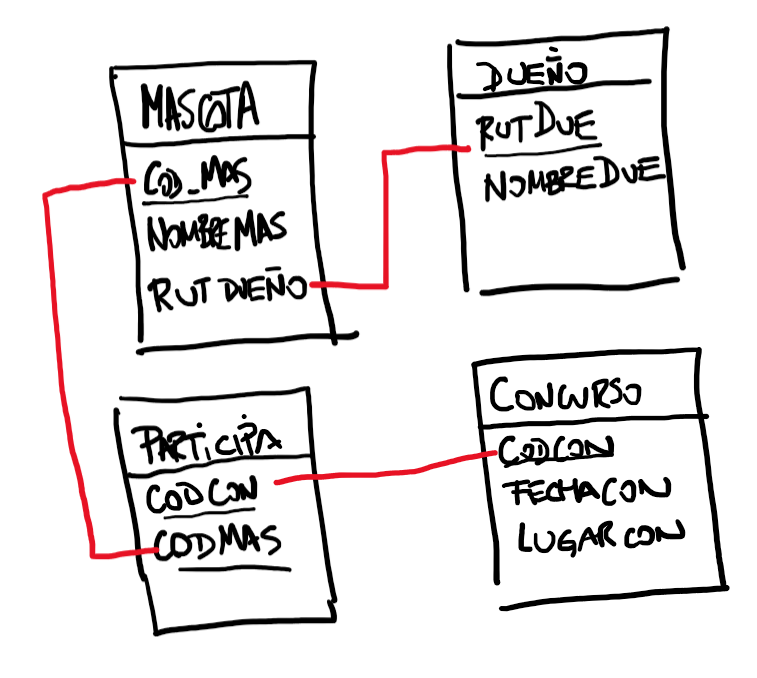 MASCOTA
COD_MAS
NOMBREMAS
RUT DUEÑO
DUEÑO
RUTDUE
NOMBREDUE
PARTICIPA
CODCON
CODMAS
CONCURSO
CODCON
FECHACON
LUGARCON